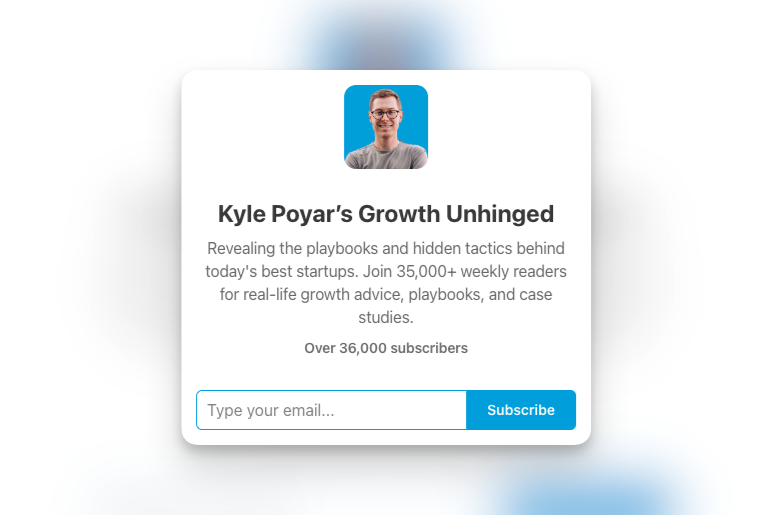 Kyle Poyar’s Growth Unhinged
Revealing the playbooks and hidden tactics behind
today's best startups. Join 35,000+ weekly readers
for real-life growth advice, playbooks, and case
studies.
Over 36,000 subscribers
Type your email...
Subscribe